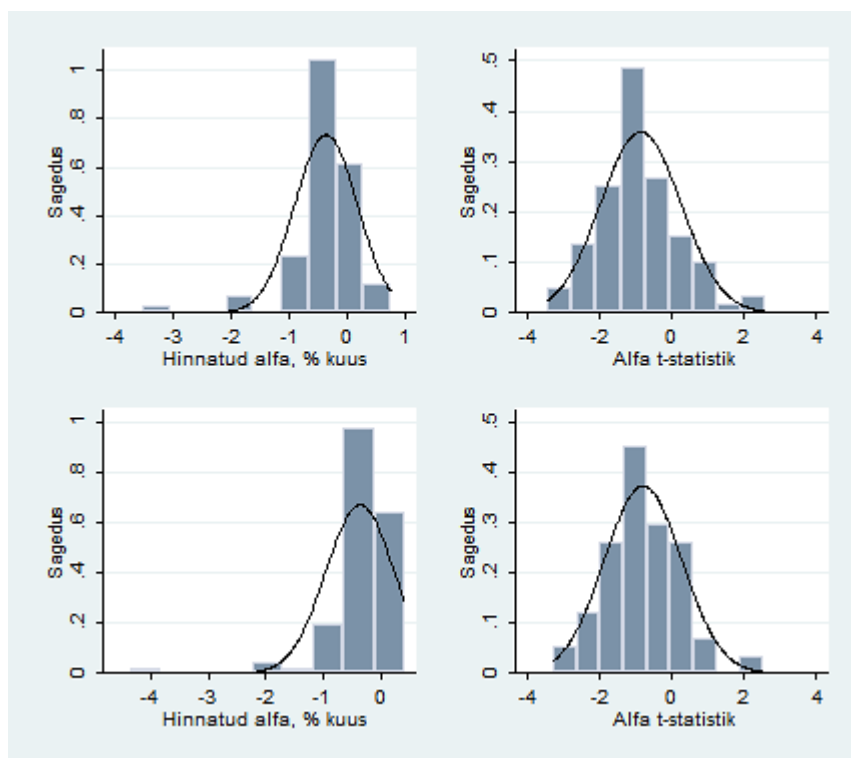 Sagedus
0 .2 .4 .6 .8 1
-4 -3 -2 -1 0 1
Hinnatud alfa, % kuus
Sagedus
0 .1 .2 .3 .4 .5
-4 -2 0 2 4
Alfa t-statistik
Sagedus
0 .2 .4 .6 .8 1
-4 -3 -2 -1 0
Hinnatud alfa, % kuus
Sagedus
0 .1 .2 .3 .4 .5
-4 -2 0 2 4
Alfa t-statistik